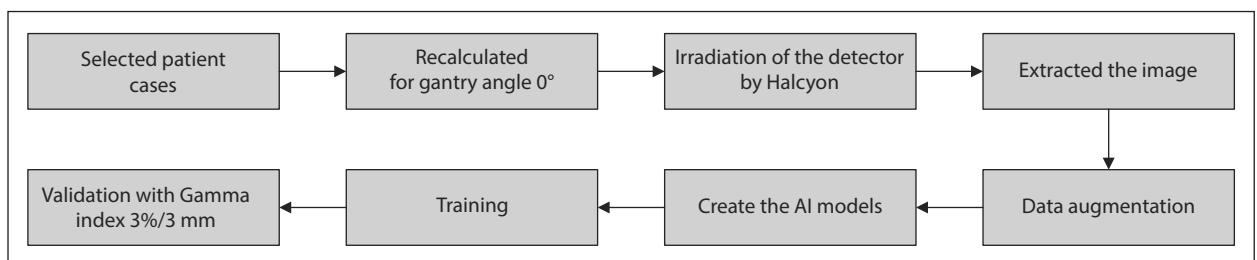 Selected patient
cases
Recalculated
for gantry angle 0°
Irradiation of the detector
by Halcyon
Extracted the image
Data augmentation
Create the AI models
Training
Validation with Gamma
index 3%/3 mm